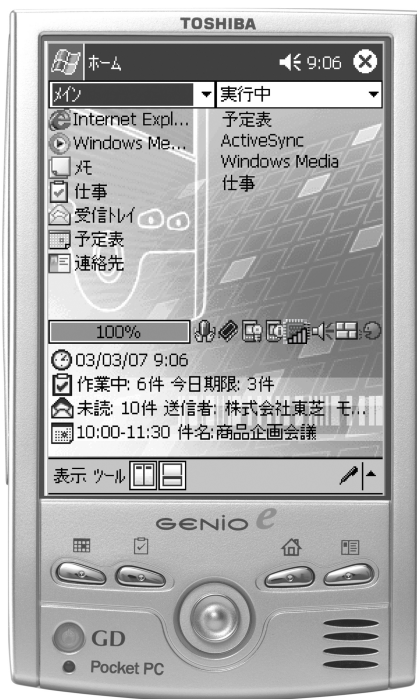 TOSHIBA
ホーム 9:06
メイン 実行中
Internet Expl... 予定表
Windows Me... ActiveSync
メモ Windows Media
仕事 仕事
受信トレイ
予定表
連絡先
100%
03/03/07 9:06
作業中: 6件 今日期限: 3件
未読: 10件 送信者: 株式会社東芝 モ...
10:00-11:30 件名:商品企画会議
表示 ツール
GENiO e
GD
Pocket PC